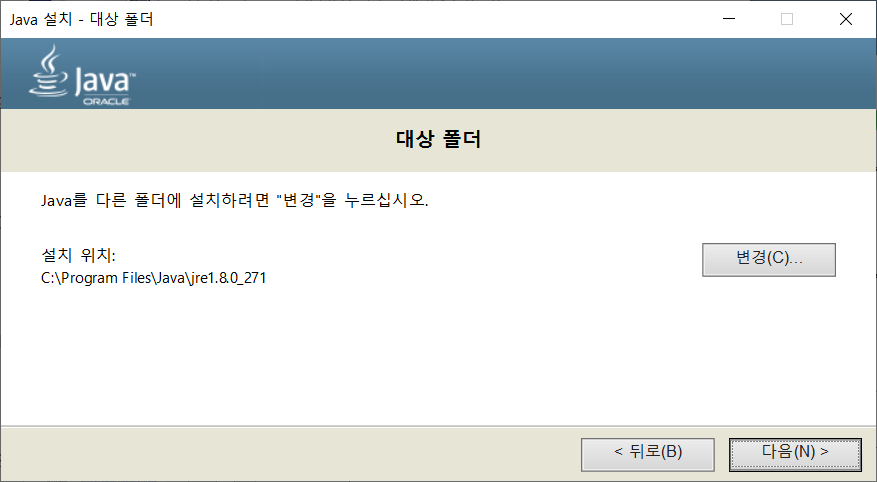 Java 설치 - 대상 폴더
Java™
ORACLE
대상 폴더
Java를 다른 폴더에 설치하려면 "변경"을 누르십시오.
설치 위치:
변경(C)...
C:\Program Files\Java\jre1.8.0_271
< 뒤로(B)
다음(N) >